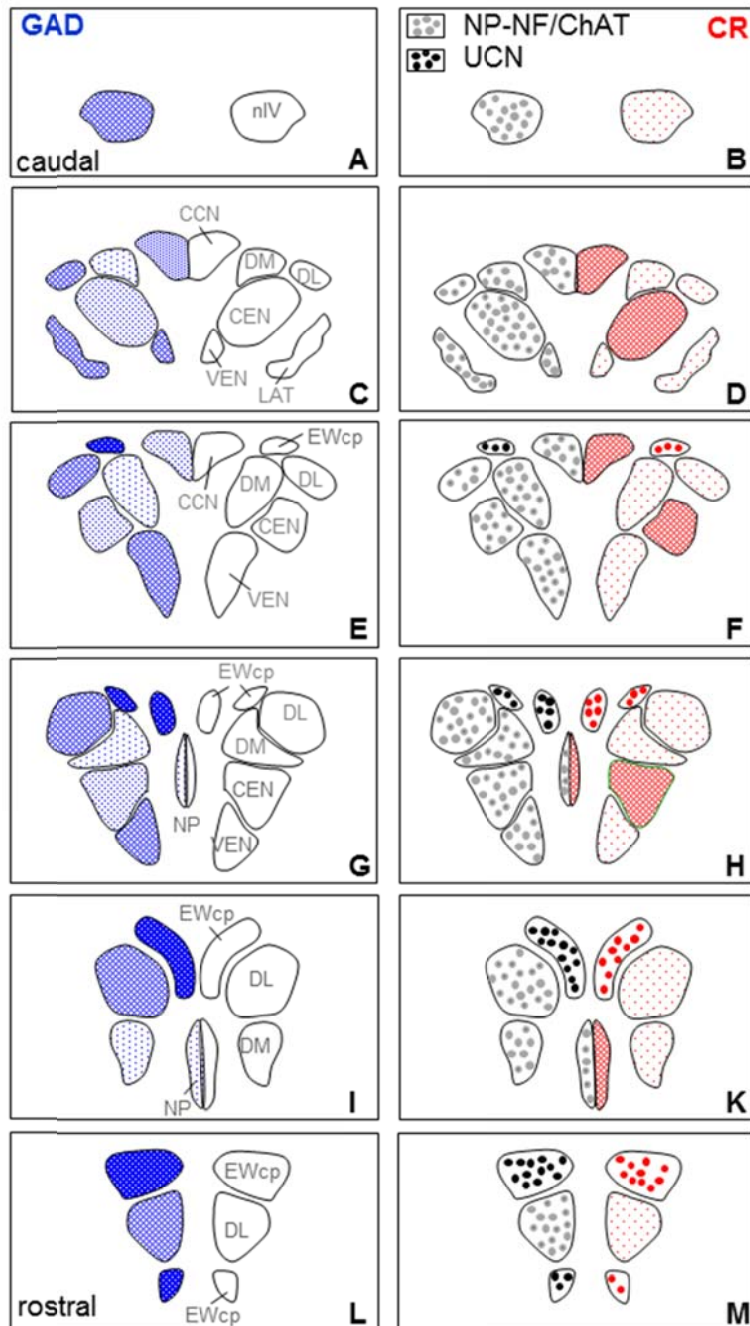 GAD
nIV
caudal
A
NP-NF/ChAT
CR
UCN
B
CCN
DM
DL
CEN
VEN
LAT
C
D
EWcp
CCN
DM
DL
CEN
VEN
E
F
EWcp
DL
DM
CEN
NP
VEN
G
H
EWcp
DL
DM
NP
I
K
EWcp
DL
rostral
EWcp
L
M